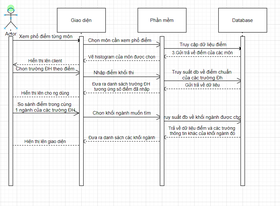 Giao diện
Phần mềm
Database
Actor
Xem phổ điểm từng môn
Chọn môn cần xem phổ điểm
Truy cập dữ liệu điểm
3 Gửi trả về điểm của các môn
Vẽ histogram của môn được chọn
Hiển thị lên client
Chọn trường ĐH theo điểm
Nhập điểm khối thi
Truy suất db về điểm chuẩn
của các trường Đh
Gửi trả về dữ liệu
Đưa ra danh sách trường ĐH
tương ứng số điểm đã nhập
Hiển thị cho ng dùng
So sánh điểm trong cùng
1 ngành của các trường ĐH
Chọn khối ngành muốn tìm
truy suất db về khối ngành được chọn
Trả về dữ liệu điểm và các trường
thông tin khác của khối ngành đó
Đưa ra danh sách các khối ngành
Hiển thị lên giao diện